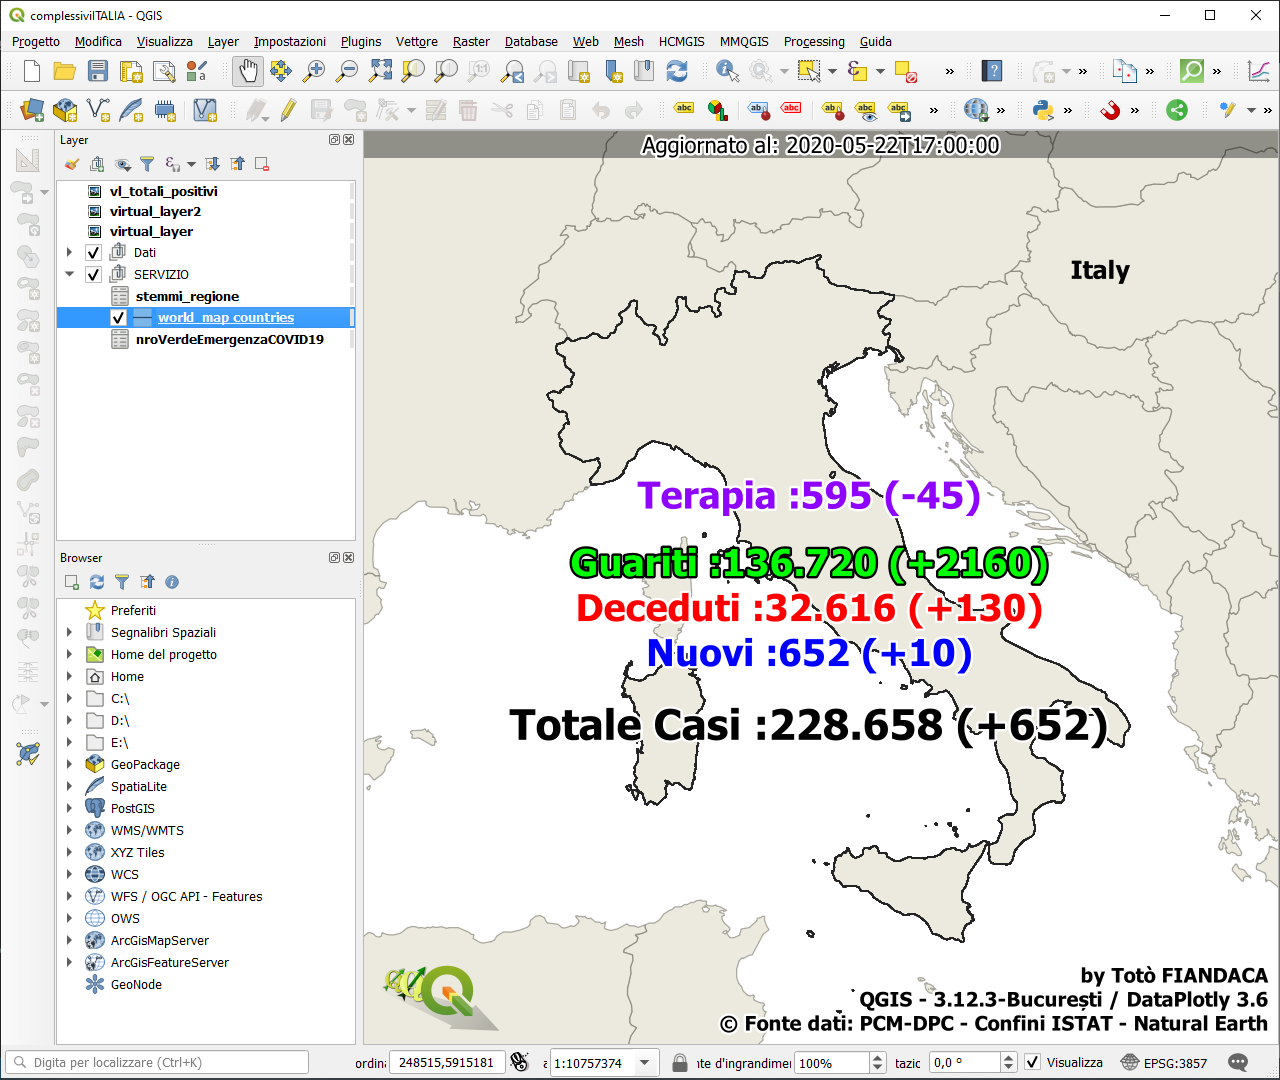 complessiviITALIA - QGIS
Progetto Modifica Visualizza Layer Impostazioni Plugins Vettore Raster Database Web Mesh HCMGIS MMQGIS Processing Guida
Layer
vl_totali_positivi
virtual_layer2
virtual_layer
Dati
SERVIZIO
stemmi_regione
world_map countries
nroVerdeEmergenzaCOVID19
Browser
Preferiti
Segnalibri Spaziali
Home del progetto
Home
C:\
D:\
E:\
GeoPackage
SpatiaLite
PostGIS
WMS/WMTS
XYZ Tiles
WCS
WFS / OGC API - Features
OWS
ArcGisMapServer
ArcGisFeatureServer
GeoNode
Aggiornato al: 2020-05-22T17:00:00
Italy
Terapia :595 (-45)
Guariti :136.720 (+2160)
Deceduti :32.616 (+130)
Nuovi :652 (+10)
Totale Casi :228.658 (+652)
by Totò FIANDACA
QGIS - 3.12.3-București / DataPlotly 3.6
© Fonte dati: PCM-DPC - Confini ISTAT - Natural Earth
Digita per localizzare (Ctrl+K) ordina 248515,5915181 a 1:10757374 te d'ingrandime 100% tazic 0,0 ° Visualizza EPSG:3857